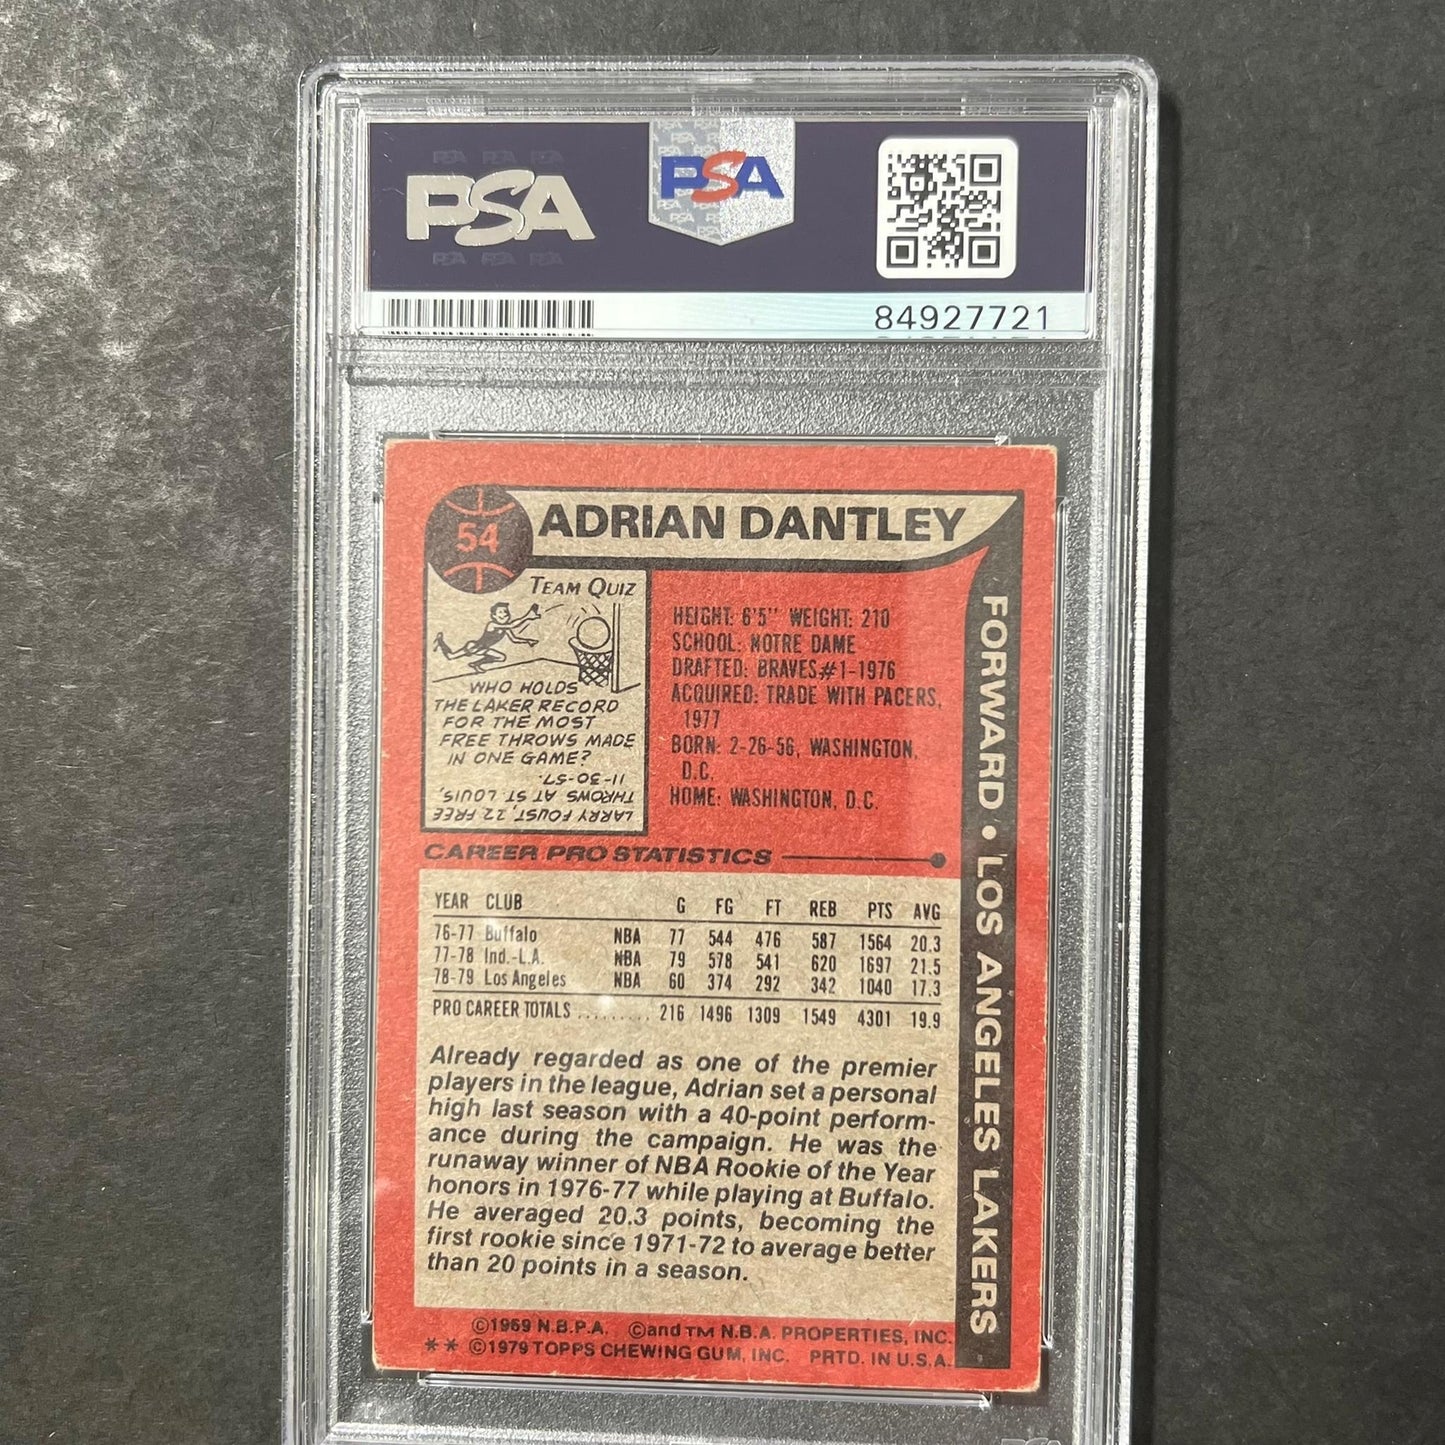 PSA PSA PSA
PSA
PSA PSA PSA
PSA
84927721
54
ADRIAN DANTLEY
FORWARD • LOS ANGELES LAKERS
TEAM QUIZ
WHO HOLDS
THE LAKER RECORD
FOR THE MOST
FREE THROWS MADE
IN ONE GAME?
LARRY FOUST, 22 FREE
THROWS AT ST. LOUIS,
11-30-57.
HEIGHT: 6'5" WEIGHT: 210
SCHOOL: NOTRE DAME
DRAFTED: BRAVES #1-1976
ACQUIRED: TRADE WITH PACERS,
1977
BORN: 2-26-56, WASHINGTON,
D.C.
HOME: WASHINGTON, D.C.
CAREER PRO STATISTICS
YEAR CLUB G FG FT REB PTS AVG
76-77 Buffalo NBA 77 544 476 587 1564 20.3
77-78 Ind.-L.A. NBA 79 578 541 620 1697 21.5
78-79 Los Angeles NBA 60 374 292 342 1040 17.3
PRO CAREER TOTALS ......... 216 1496 1309 1549 4301 19.9
Already regarded as one of the premier
players in the league, Adrian set a personal
high last season with a 40-point perform-
ance during the campaign. He was the
runaway winner of NBA Rookie of the Year
honors in 1976-77 while playing at Buffalo.
He averaged 20.3 points, becoming the
first rookie since 1971-72 to average better
than 20 points in a season.
©1969 N.B.P.A. ©and TM N.B.A. PROPERTIES, INC.
** ©1979 TOPPS CHEWING GUM, INC. PRTD. IN U.S.A.